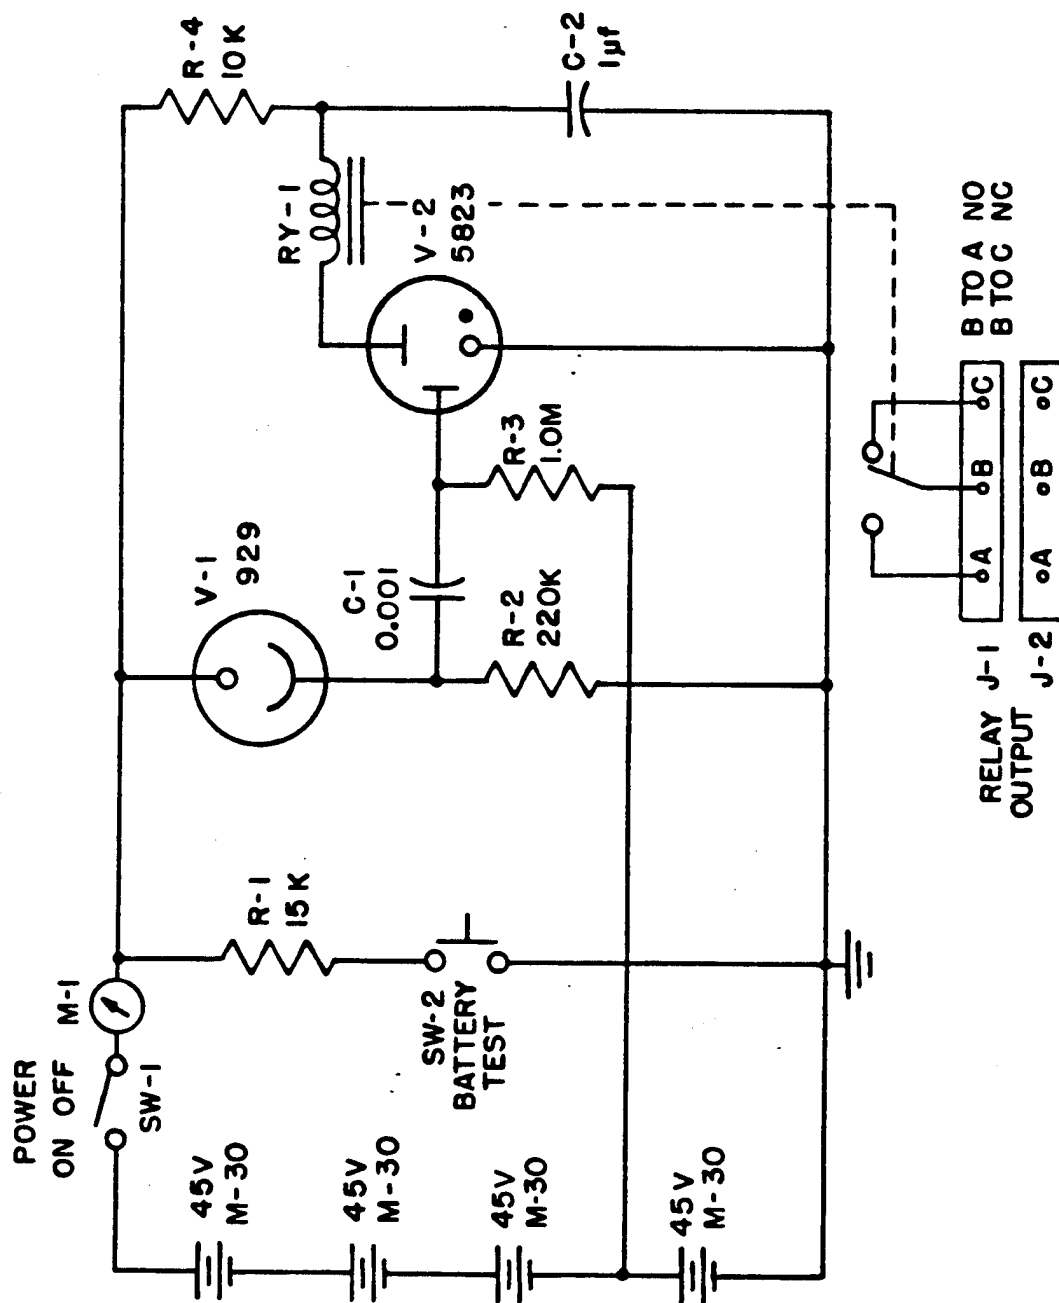 POWER
ON OFF
SW-1
M-1
45V
M-30
45V
M-30
45V
M-30
45V
M-30
R-1
15K
SW-2
BATTERY
TEST
V-1
929
C-1
0.001
R-2
220K
R-3
1.0M
RY-1
V-2
5823
R-4
10K
C-2
1µf
RELAY
OUTPUT
J-1
A B C
B TO A NO
B TO C NC
J-2
A B C